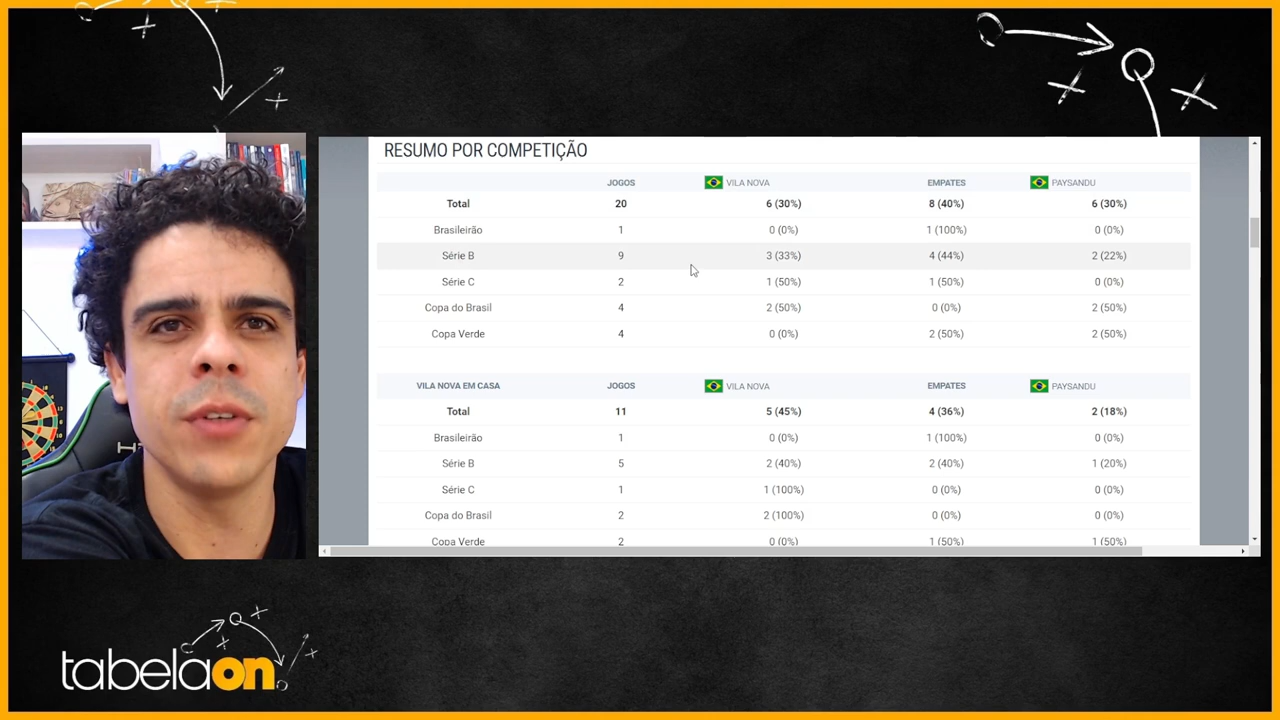 RESUMO POR COMPETIÇÃO
JOGOS VILA NOVA EMPATES PAYSANDU
Total 20 6 (30%) 8 (40%) 6 (30%)
Brasileirão 1 0 (0%) 1 (100%) 0 (0%)
Série B 9 3 (33%) 4 (44%) 2 (22%)
Série C 2 1 (50%) 1 (50%) 0 (0%)
Copa do Brasil 4 2 (50%) 0 (0%) 2 (50%)
Copa Verde 4 0 (0%) 2 (50%) 2 (50%)
VILA NOVA EM CASA JOGOS VILA NOVA EMPATES PAYSANDU
Total 11 5 (45%) 4 (36%) 2 (18%)
Brasileirão 1 0 (0%) 1 (100%) 0 (0%)
Série B 5 2 (40%) 2 (40%) 1 (20%)
Série C 1 1 (100%) 0 (0%) 0 (0%)
Copa do Brasil 2 2 (100%) 0 (0%) 0 (0%)
Copa Verde 2 0 (0%) 1 (50%) 1 (50%)
tabelaon